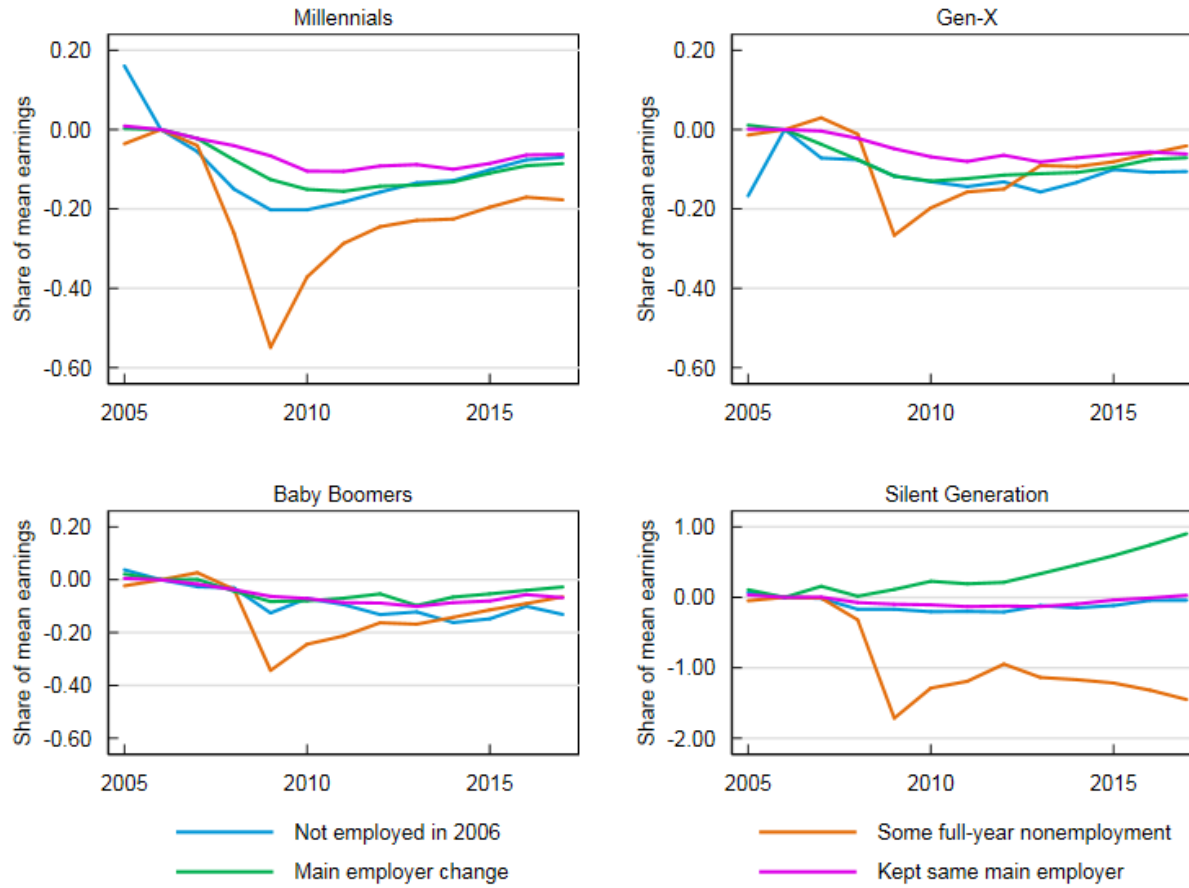 Millennials
Share of mean earnings
0.20
0.00
-0.20
-0.40
-0.60
2005
2010
2015
Gen-X
Share of mean earnings
0.20
0.00
-0.20
-0.40
-0.60
2005
2010
2015
Baby Boomers
Share of mean earnings
0.20
0.00
-0.20
-0.40
-0.60
2005
2010
2015
Silent Generation
Share of mean earnings
1.00
0.00
-1.00
-2.00
2005
2010
2015
Not employed in 2006
Some full-year nonemployment
Main employer change
Kept same main employer